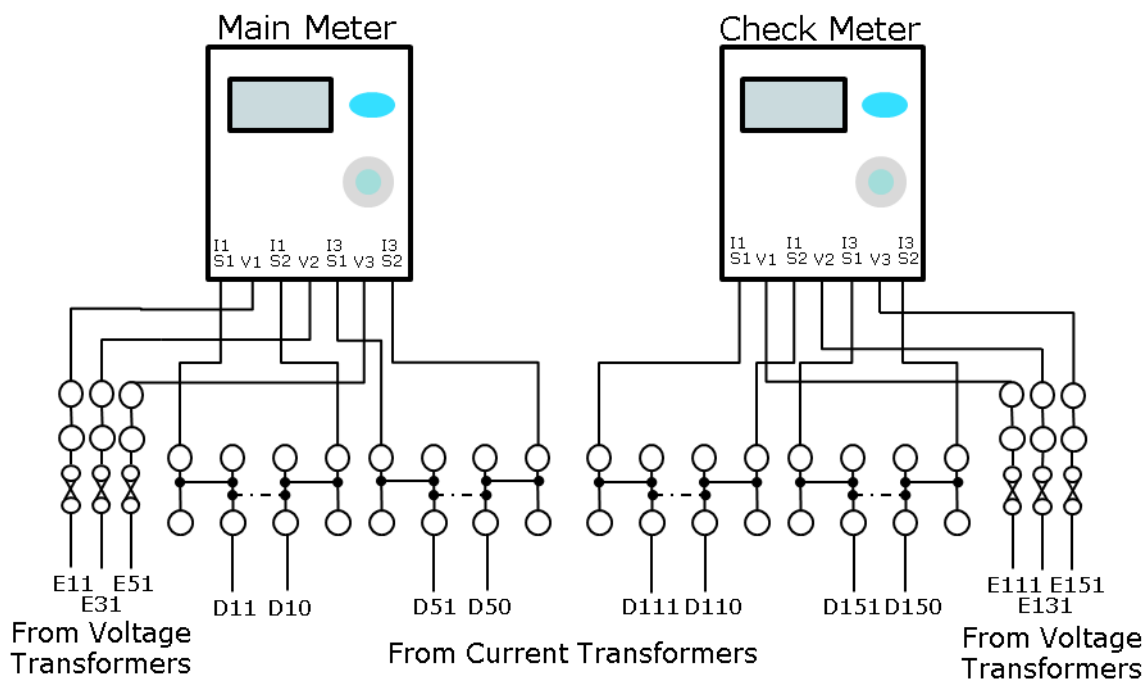 Main Meter
Check Meter
I1 I1 I3 I3
S1 V1 S2 V2 S1 V3 S2
I1 I1 I3 I3
S1 V1 S2 V2 S1 V3 S2
E11 E51
E31
From Voltage
Transformers
D11 D10
D51 D50
D111 D110
D151 D150
From Current Transformers
E111 E151
E131
From Voltage
Transformers